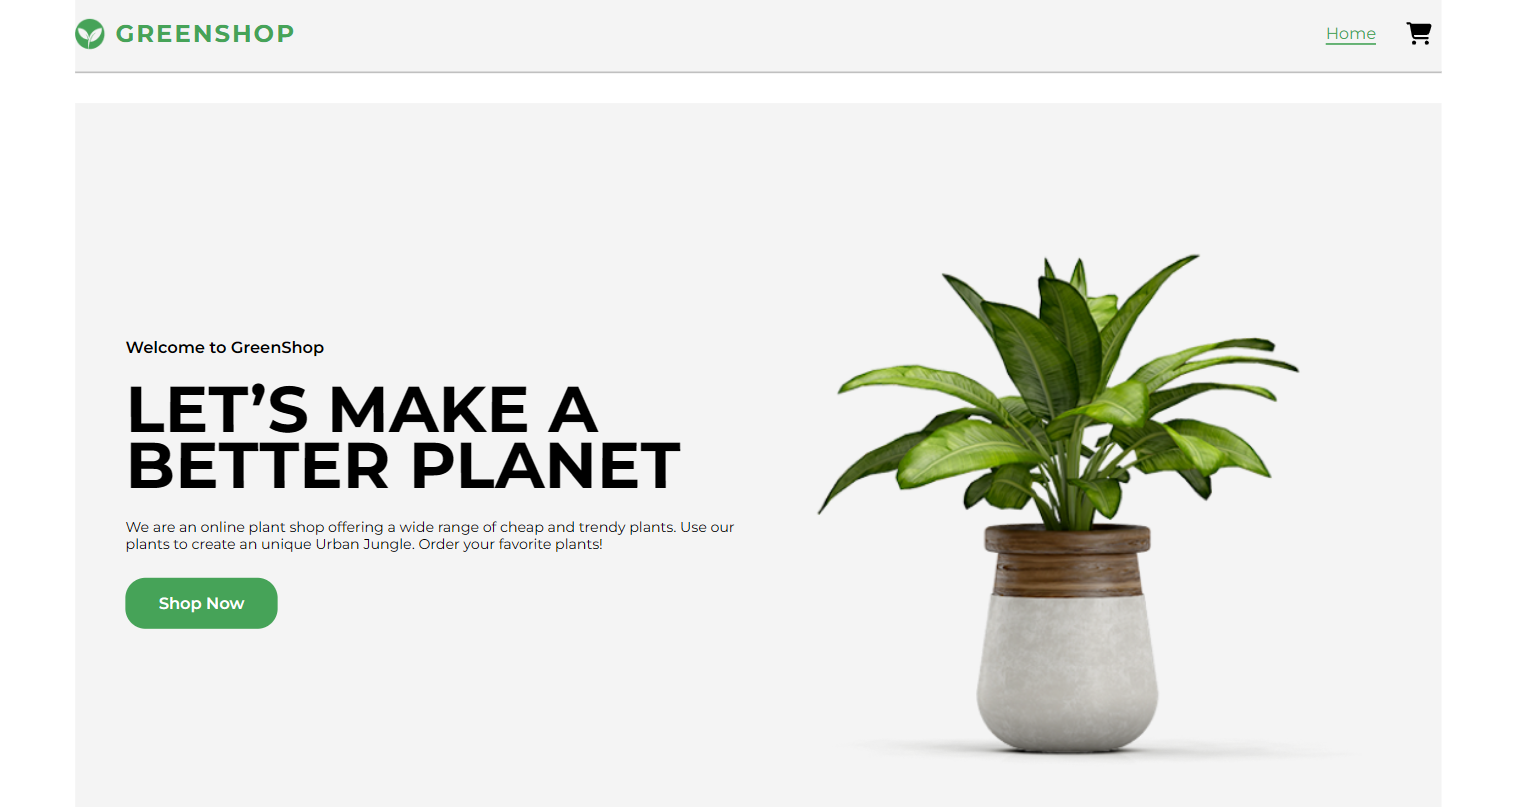 GREENSHOP
Home
Welcome to GreenShop
LET’S MAKE A
BETTER PLANET
We are an online plant shop offering a wide range of cheap and trendy plants. Use our
plants to create an unique Urban Jungle. Order your favorite plants!
Shop Now